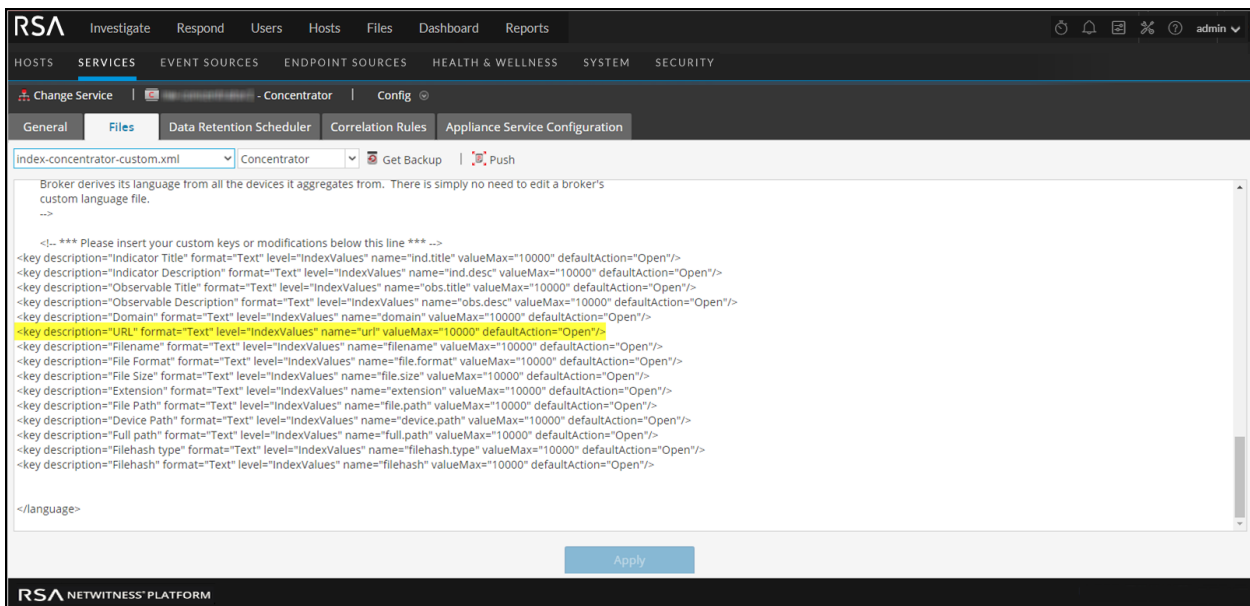 RSA Investigate Respond Users Hosts Files Dashboard Reports admin
HOSTS SERVICES EVENT SOURCES ENDPOINT SOURCES HEALTH & WELLNESS SYSTEM SECURITY
Change Service | - Concentrator | Config
General Files Data Retention Scheduler Correlation Rules Appliance Service Configuration
index-concentrator-custom.xml Concentrator Get Backup | Push
Broker derives its language from all the devices it aggregates from. There is simply no need to edit a broker's
custom language file.
-->
<!-- *** Please insert your custom keys or modifications below this line *** -->
<key description="Indicator Title" format="Text" level="IndexValues" name="ind.title" valueMax="10000" defaultAction="Open"/>
<key description="Indicator Description" format="Text" level="IndexValues" name="ind.desc" valueMax="10000" defaultAction="Open"/>
<key description="Observable Title" format="Text" level="IndexValues" name="obs.title" valueMax="10000" defaultAction="Open"/>
<key description="Observable Description" format="Text" level="IndexValues" name="obs.desc" valueMax="10000" defaultAction="Open"/>
<key description="Domain" format="Text" level="IndexValues" name="domain" valueMax="10000" defaultAction="Open"/>
<key description="URL" format="Text" level="IndexValues" name="url" valueMax="10000" defaultAction="Open"/>
<key description="Filename" format="Text" level="IndexValues" name="filename" valueMax="10000" defaultAction="Open"/>
<key description="File Format" format="Text" level="IndexValues" name="file.format" valueMax="10000" defaultAction="Open"/>
<key description="File Size" format="Text" level="IndexValues" name="file.size" valueMax="10000" defaultAction="Open"/>
<key description="Extension" format="Text" level="IndexValues" name="extension" valueMax="10000" defaultAction="Open"/>
<key description="File Path" format="Text" level="IndexValues" name="file.path" valueMax="10000" defaultAction="Open"/>
<key description="Device Path" format="Text" level="IndexValues" name="device.path" valueMax="10000" defaultAction="Open"/>
<key description="Full path" format="Text" level="IndexValues" name="full.path" valueMax="10000" defaultAction="Open"/>
<key description="Filehash type" format="Text" level="IndexValues" name="filehash.type" valueMax="10000" defaultAction="Open"/>
<key description="Filehash" format="Text" level="IndexValues" name="filehash" valueMax="10000" defaultAction="Open"/>
</language>
Apply
RSA NETWITNESS® PLATFORM